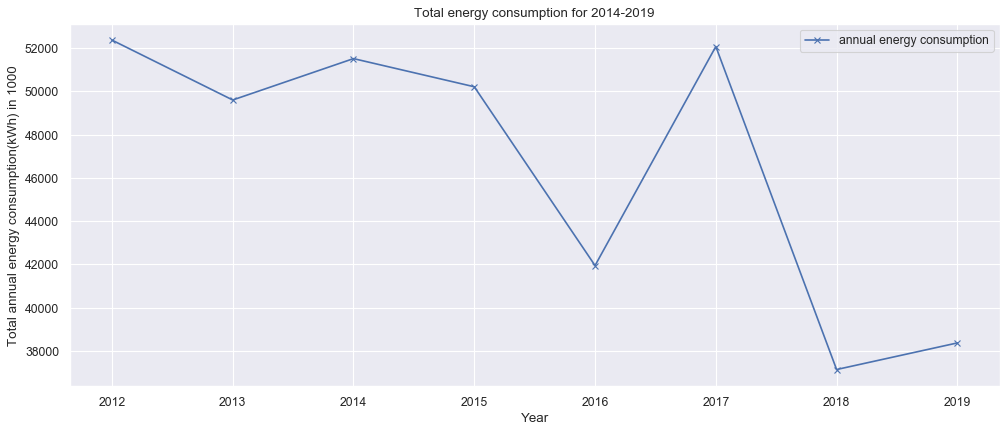 Total energy consumption for 2014-2019
annual energy consumption
Total annual energy consumption(kWh) in 1000
52000
50000
48000
46000
44000
42000
40000
38000
2012 2013 2014 2015 2016 2017 2018 2019
Year